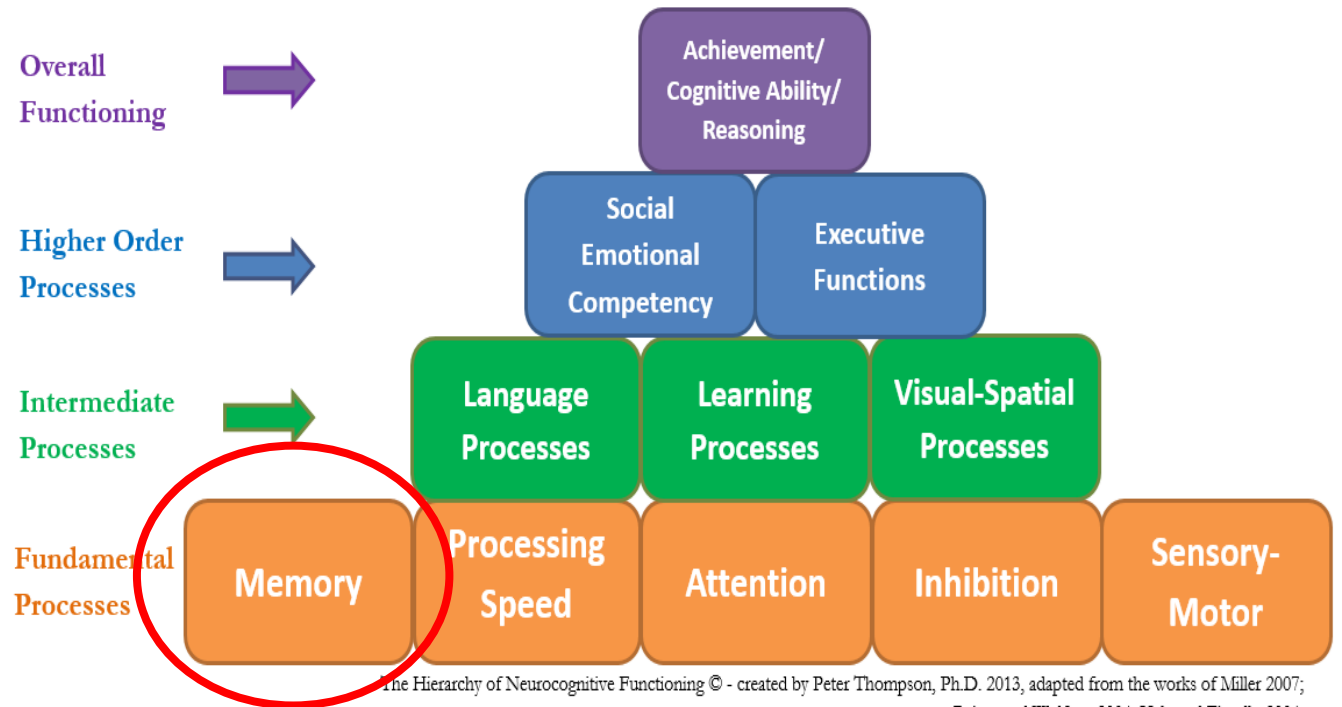 Overall
Functioning
Achievement/
Cognitive Ability/
Reasoning
Higher Order
Processes
Social
Emotional
Competency
Executive
Functions
Intermediate
Processes
Language
Processes
Learning
Processes
Visual-Spatial
Processes
Fundamental
Processes
Memory
Processing
Speed
Attention
Inhibition
Sensory-
Motor
The Hierarchy of Neurocognitive Functioning © - created by Peter Thompson, Ph.D. 2013, adapted from the works of Miller 2007;